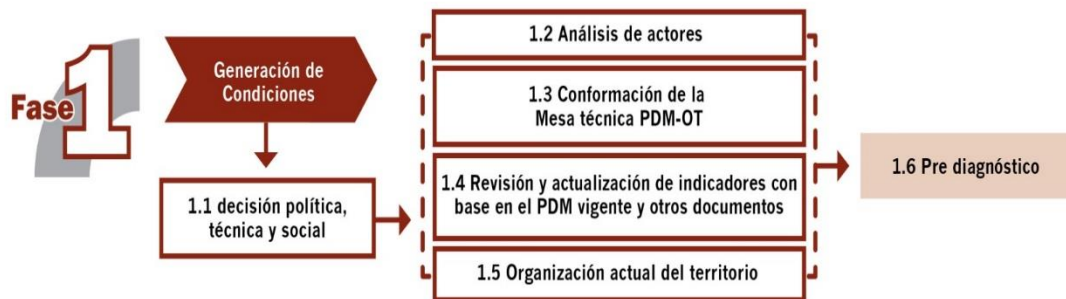 Fase 1
Generación de
Condiciones
1.1 decisión política,
técnica y social
1.2 Análisis de actores
1.3 Conformación de la
Mesa técnica PDM-OT
1.4 Revisión y actualización de indicadores con
base en el PDM vigente y otros documentos
1.5 Organización actual del territorio
1.6 Pre diagnóstico